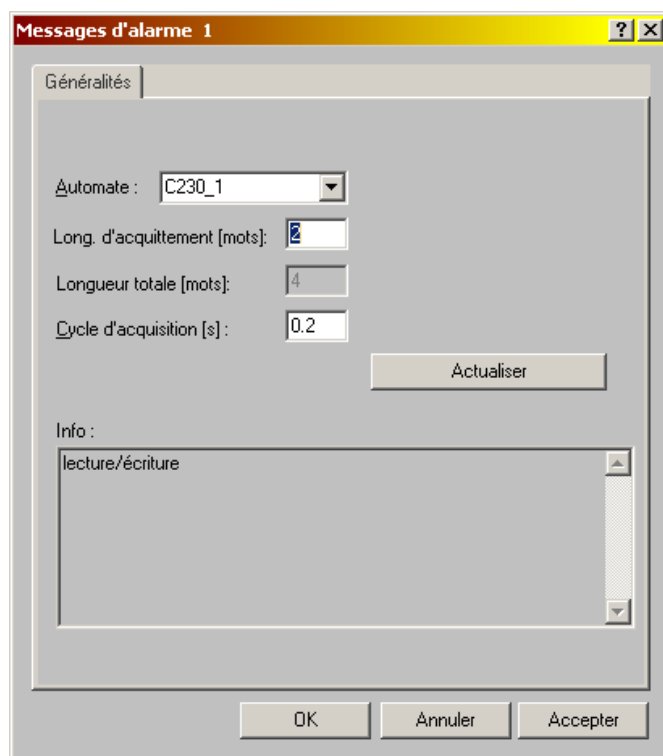 Messages d'alarme 1
Généralités
Automate : C230_1
Long. d'acquittement [mots]: 2
Longueur totale [mots]: 4
Cycle d'acquisition [s] : 0.2
Actualiser
Info :
lecture/écriture
OK Annuler Accepter